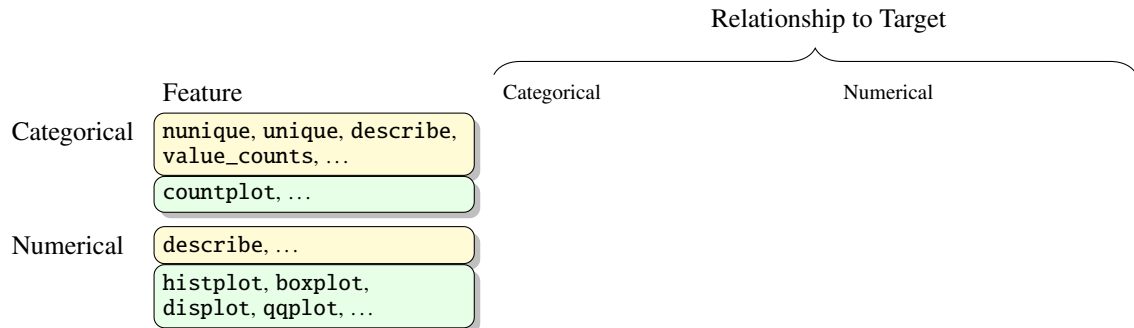 Relationship to Target
Categorical Numerical
Feature
Categorical
nunique, unique, describe,
value_counts, ...
countplot, ...
Numerical
describe, ...
histplot, boxplot,
displot, qqplot, ...